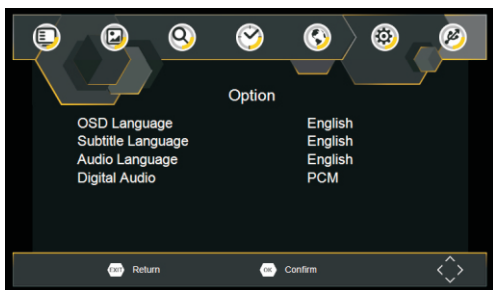 Option
OSD Language English
Subtitle Language English
Audio Language English
Digital Audio PCM
EXIT Return OK Confirm